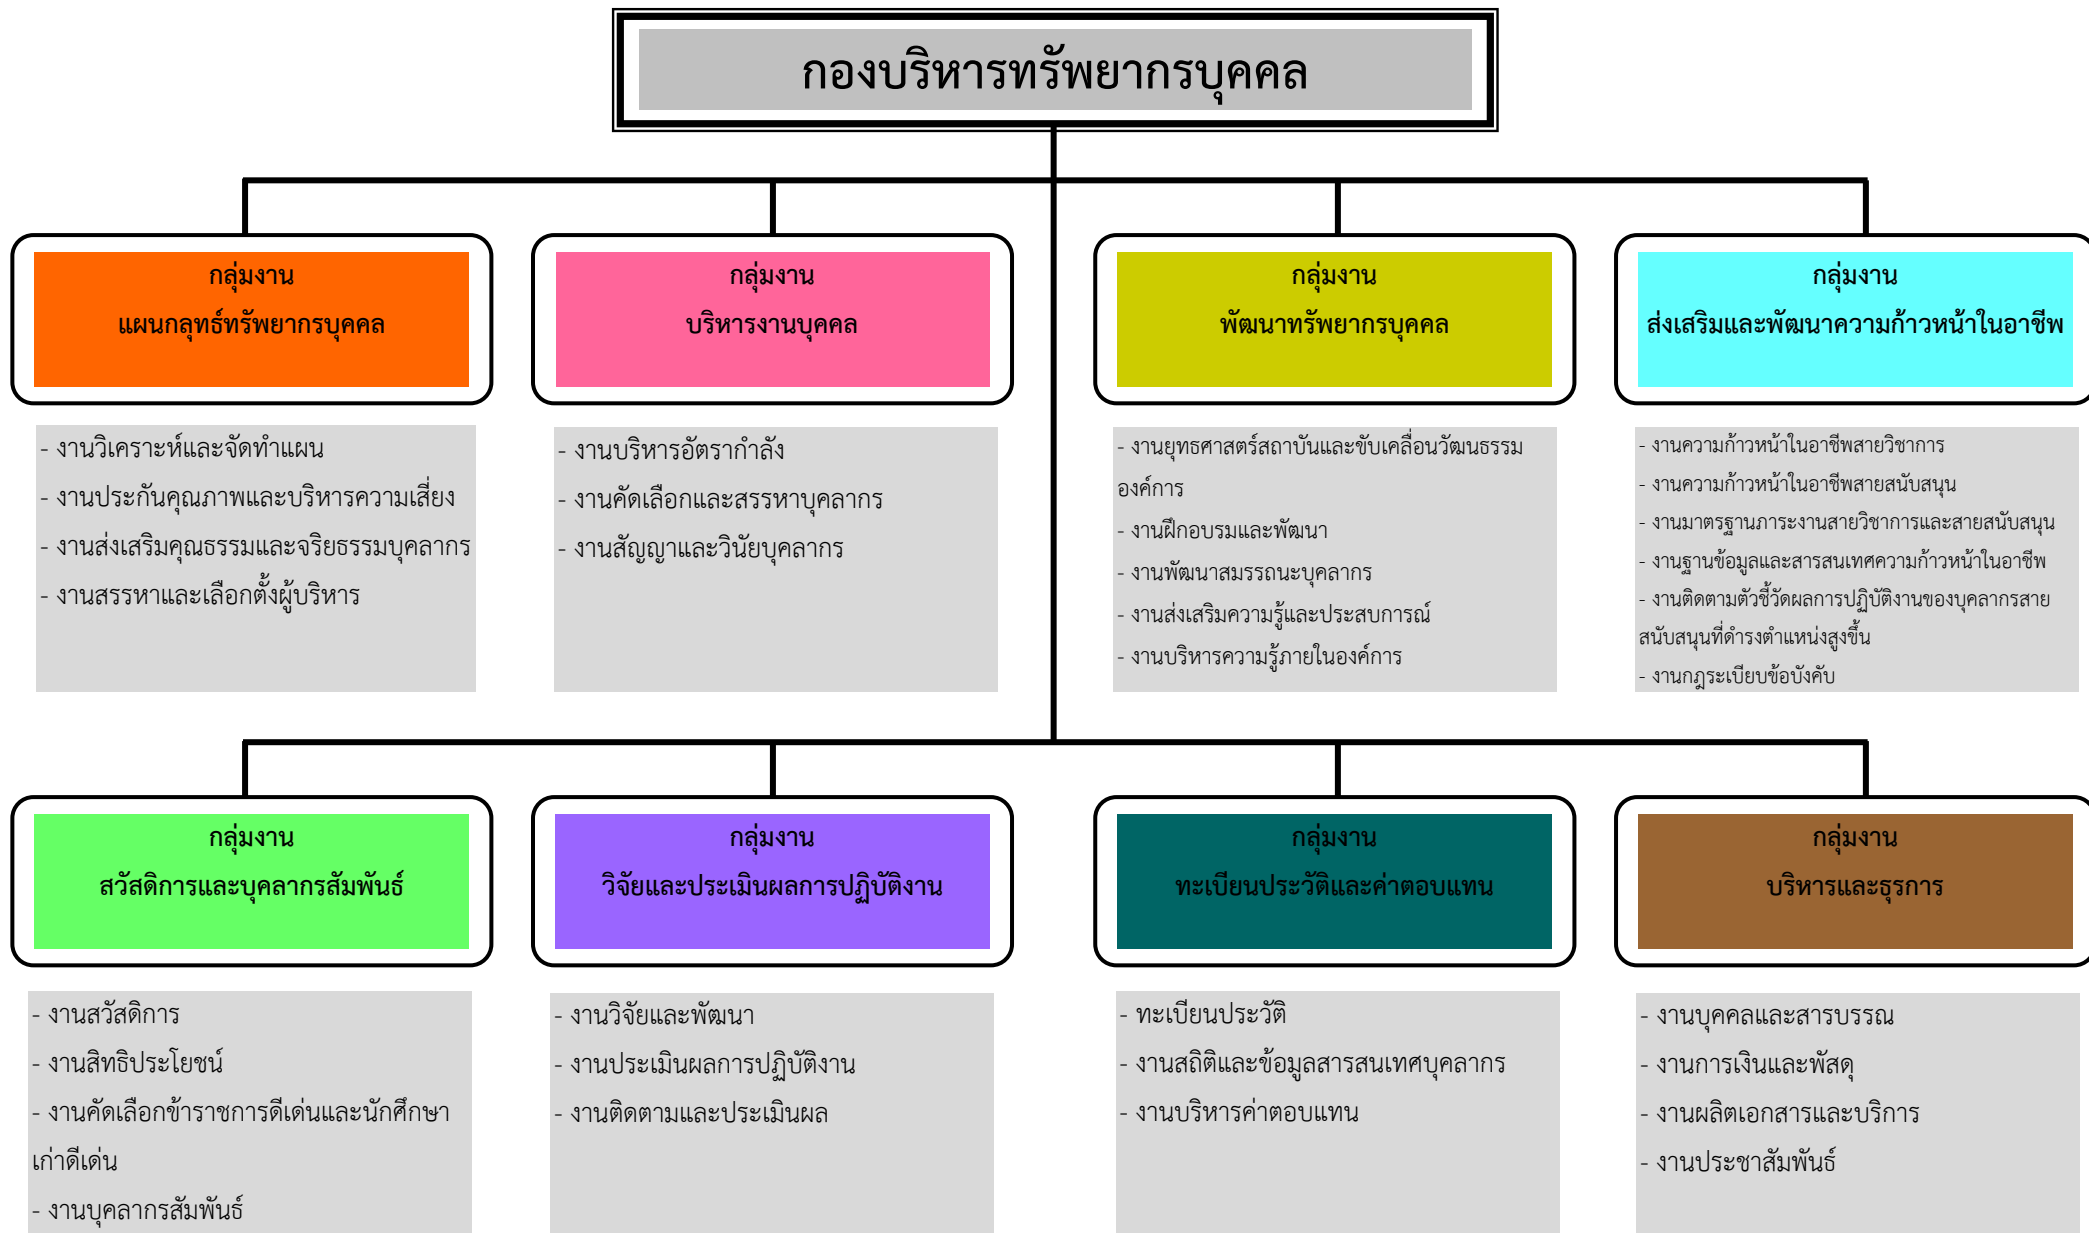 กองบริหารทรัพยากรบุคคล
กลุ่มงาน
แผนกลุทธ์ทรัพยากรบุคคล
กลุ่มงาน
บริหารงานบุคคล
กลุ่มงาน
พัฒนาทรัพยากรบุคคล
กลุ่มงาน
ส่งเสริมและพัฒนาความก้าวหน้าในอาชีพ
- งานวิเคราะห์และจัดทำแผน
- งานประกันคุณภาพและบริหารความเสี่ยง
- งานส่งเสริมคุณธรรมและจริยธรรมบุคลากร
- งานสรรหาและเลือกตั้งผู้บริหาร
- งานบริหารอัตรากำลัง
- งานคัดเลือกและสรรหาบุคลากร
- งานสัญญาและวินัยบุคลากร
- งานยุทธศาสตร์สถาบันและขับเคลื่อนวัฒนธรรม
องค์การ
- งานฝึกอบรมและพัฒนา
- งานพัฒนาสมรรถนะบุคลากร
- งานส่งเสริมความรู้และประสบการณ์
- งานบริหารความรู้ภายในองค์การ
- งานความก้าวหน้าในอาชีพสายวิชาการ
- งานความก้าวหน้าในอาชีพสายสนับสนุน
- งานมาตรฐานภาระงานสายวิชาการและสายสนับสนุน
- งานฐานข้อมูลและสารสนเทศความก้าวหน้าในอาชีพ
- งานติดตามตัวชี้วัดผลการปฏิบัติงานของบุคลากรสาย
สนับสนุนที่ดำรงตำแหน่งสูงขึ้น
- งานกฎระเบียบข้อบังคับ
กลุ่มงาน
สวัสดิการและบุคลากรสัมพันธ์
กลุ่มงาน
วิจัยและประเมินผลการปฏิบัติงาน
กลุ่มงาน
ทะเบียนประวัติและค่าตอบแทน
กลุ่มงาน
บริหารและธุรการ
- งานสวัสดิการ
- งานสิทธิประโยชน์
- งานคัดเลือกข้าราชการดีเด่นและนักศึกษา
เก่าดีเด่น
- งานบุคลากรสัมพันธ์
- งานวิจัยและพัฒนา
- งานประเมินผลการปฏิบัติงาน
- งานติดตามและประเมินผล
- ทะเบียนประวัติ
- งานสถิติและข้อมูลสารสนเทศบุคลากร
- งานบริหารค่าตอบแทน
- งานบุคคลและสารบรรณ
- งานการเงินและพัสดุ
- งานผลิตเอกสารและบริการ
- งานประชาสัมพันธ์